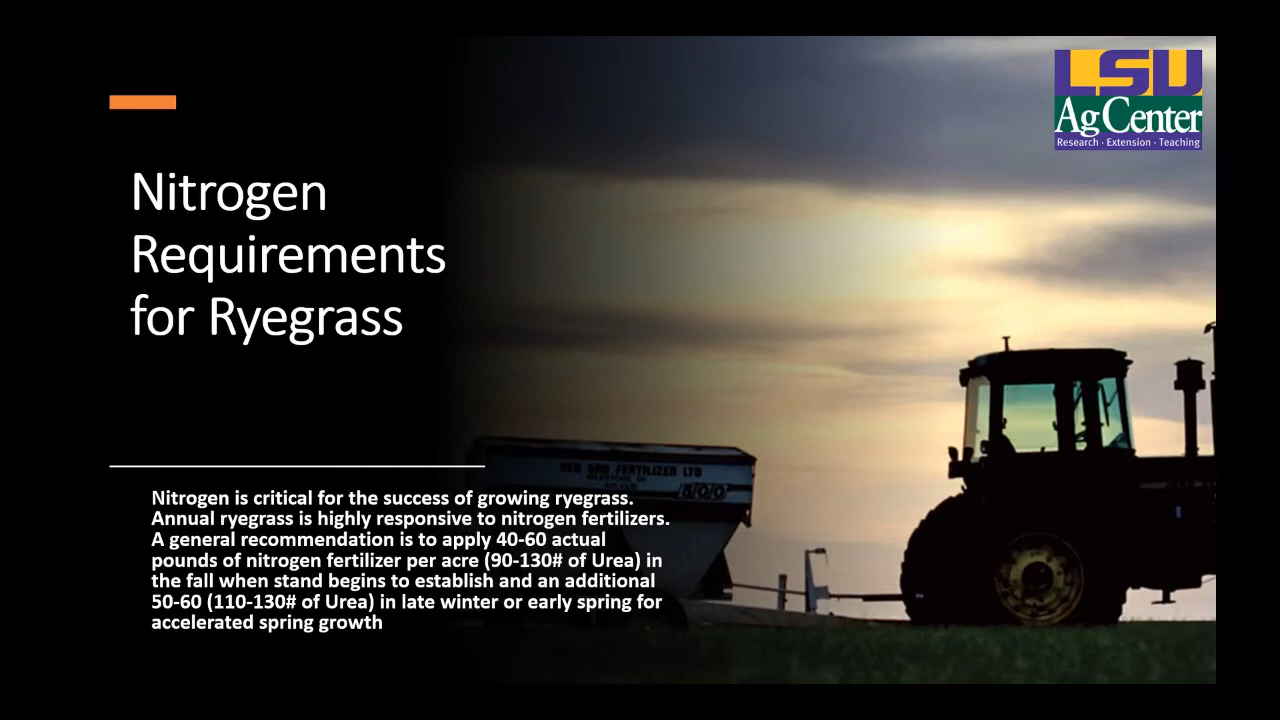 LSU
AgCenter
Research · Extension · Teaching
Nitrogen
Requirements
for Ryegrass
FERTILIZER LTD
500
Nitrogen is critical for the success of growing ryegrass.
Annual ryegrass is highly responsive to nitrogen fertilizers.
A general recommendation is to apply 40-60 actual
pounds of nitrogen fertilizer per acre (90-130# of Urea) in
the fall when stand begins to establish and an additional
50-60 (110-130# of Urea) in late winter or early spring for
accelerated spring growth